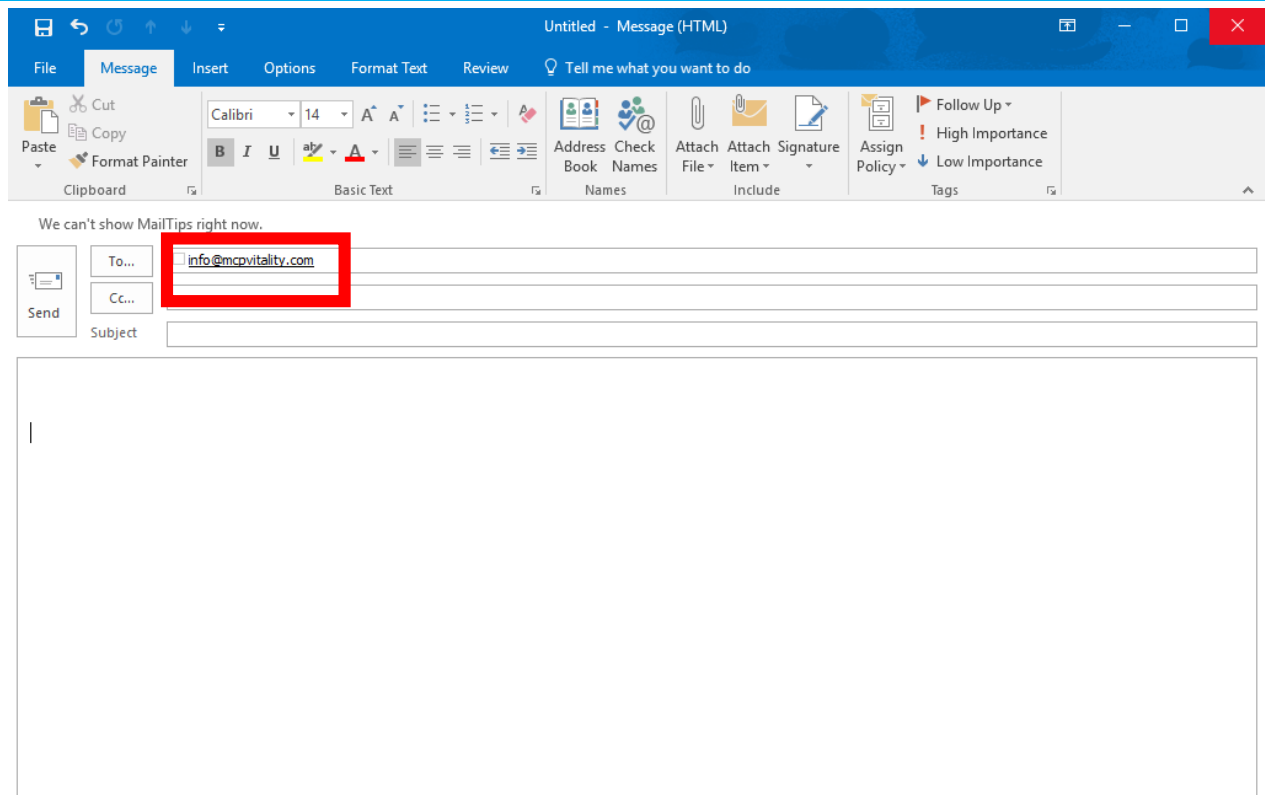 Untitled - Message (HTML)
File Message Insert Options Format Text Review Tell me what you want to do
Cut
Copy
Paste
Format Painter
Clipboard
Calibri 14
B I U
Basic Text
Address Book
Check Names
Names
Attach File
Attach Item
Signature
Include
Assign Policy
Follow Up
High Importance
Low Importance
Tags
We can't show MailTips right now.
To... info@mcpvitality.com
Cc...
Send
Subject